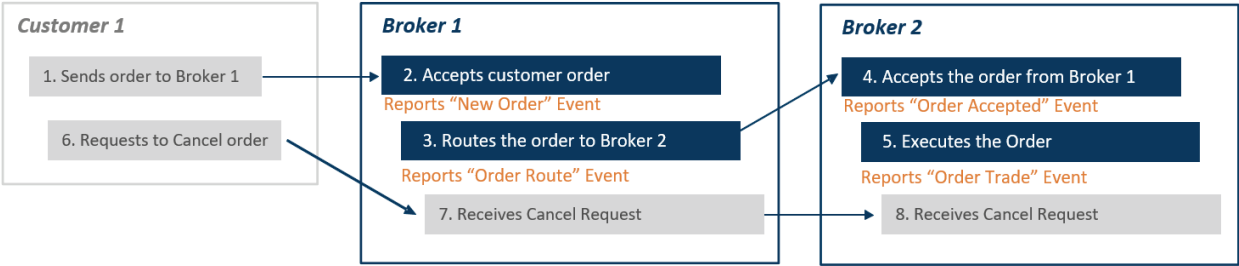 Customer 1
1. Sends order to Broker 1
6. Requests to Cancel order
Broker 1
2. Accepts customer order
Reports “New Order” Event
3. Routes the order to Broker 2
Reports “Order Route” Event
7. Receives Cancel Request
Broker 2
4. Accepts the order from Broker 1
Reports “Order Accepted” Event
5. Executes the Order
Reports “Order Trade” Event
8. Receives Cancel Request